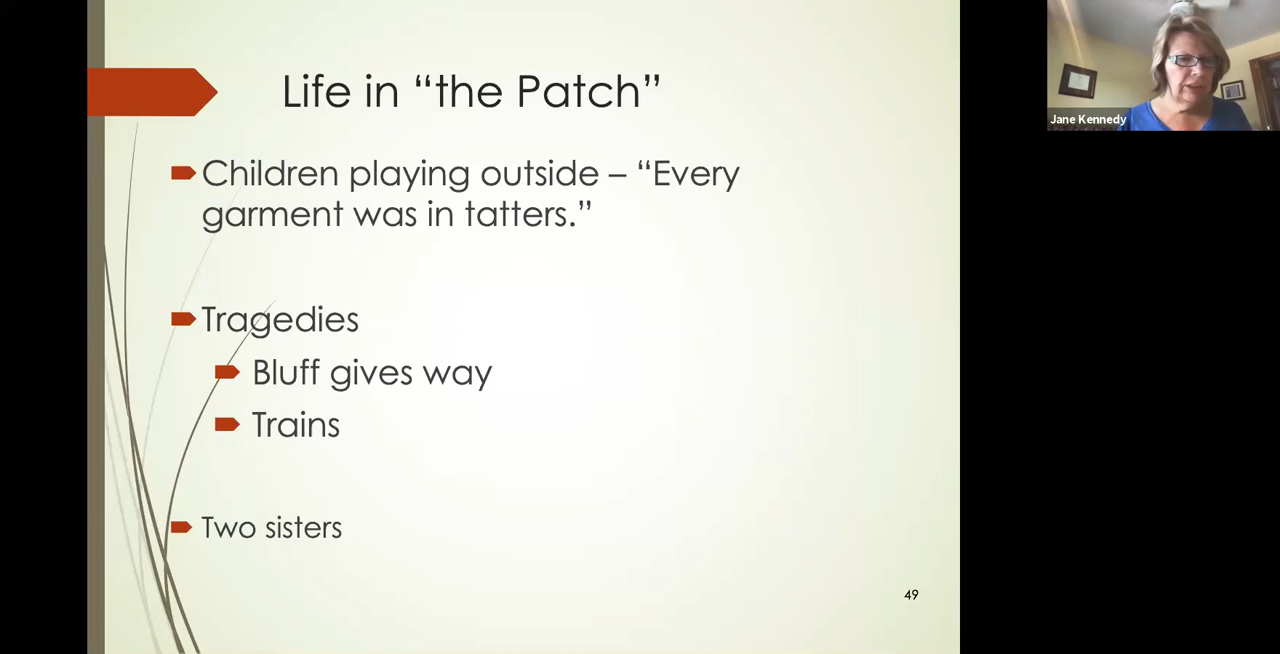 Life in “the Patch”
Children playing outside – “Every
garment was in tatters.”
Tragedies
Bluff gives way
Trains
Two sisters
49
Jane Kennedy